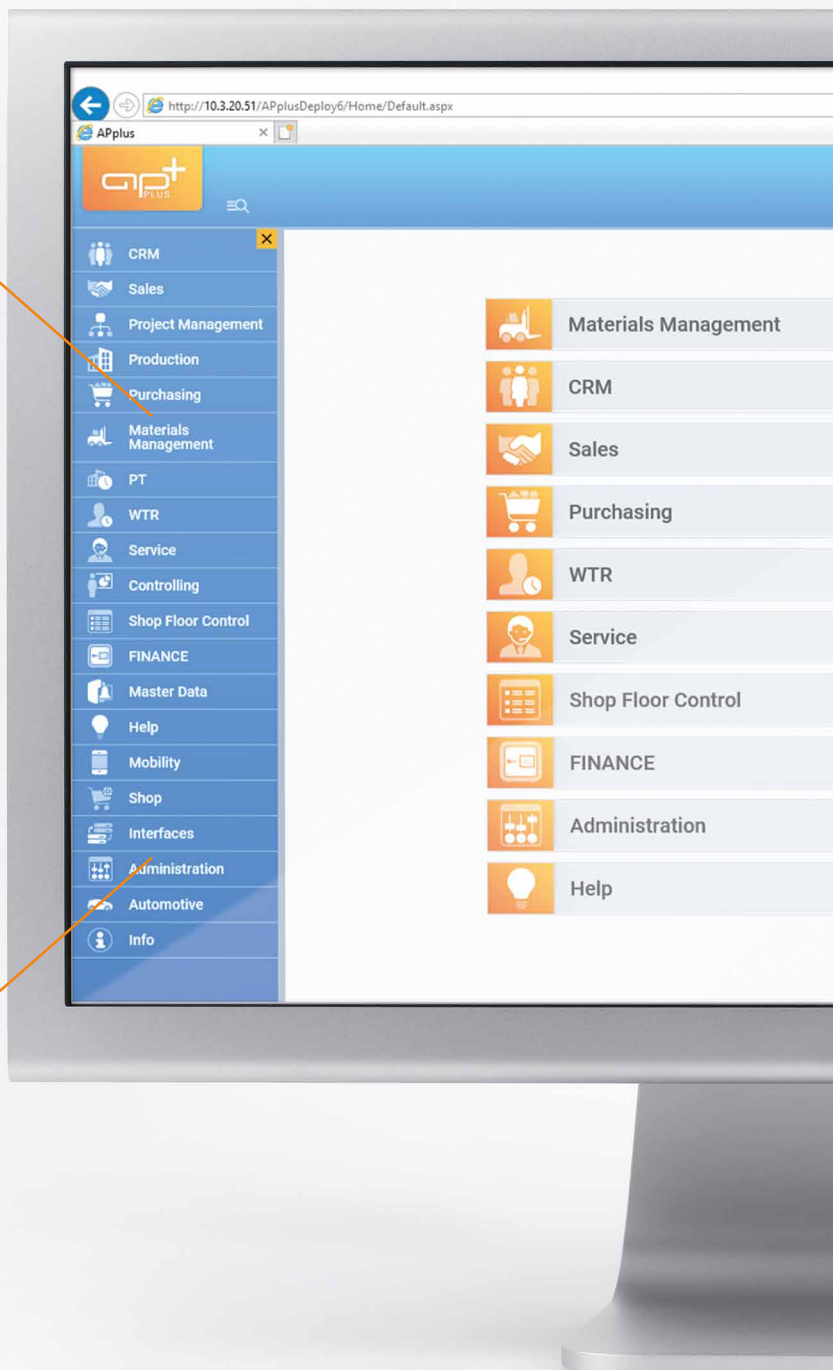 http://10.3.20.51/APplusDeploy6/Home/Default.aspx
APplus
ap+
PLUS
CRM
Sales
Project Management
Production
Purchasing
Materials
Management
PT
WTR
Service
Controlling
Shop Floor Control
FINANCE
Master Data
Help
Mobility
Shop
Interfaces
Administration
Automotive
Info
Materials Management
CRM
Sales
Purchasing
WTR
Service
Shop Floor Control
FINANCE
Administration
Help